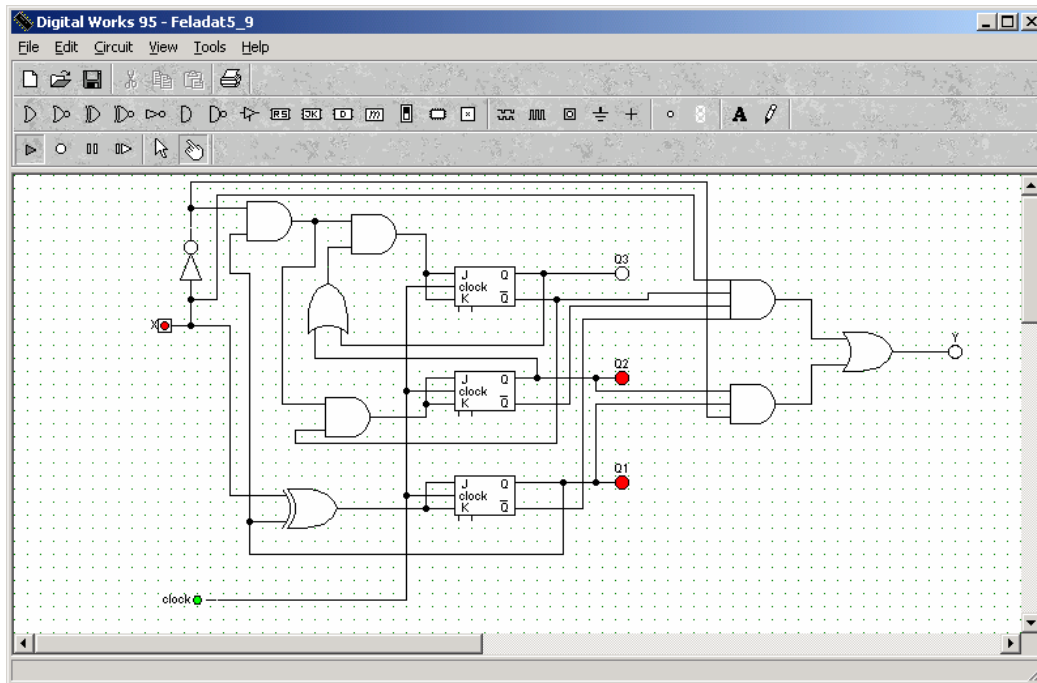 Digital Works 95 - Feladat5_9
File Edit Circuit View Tools Help
RS JK D m
A
Q3
J Q
clock
K Q̅
X
Y
Q2
J Q
clock
K Q̅
Q1
J Q
clock
K Q̅
clock